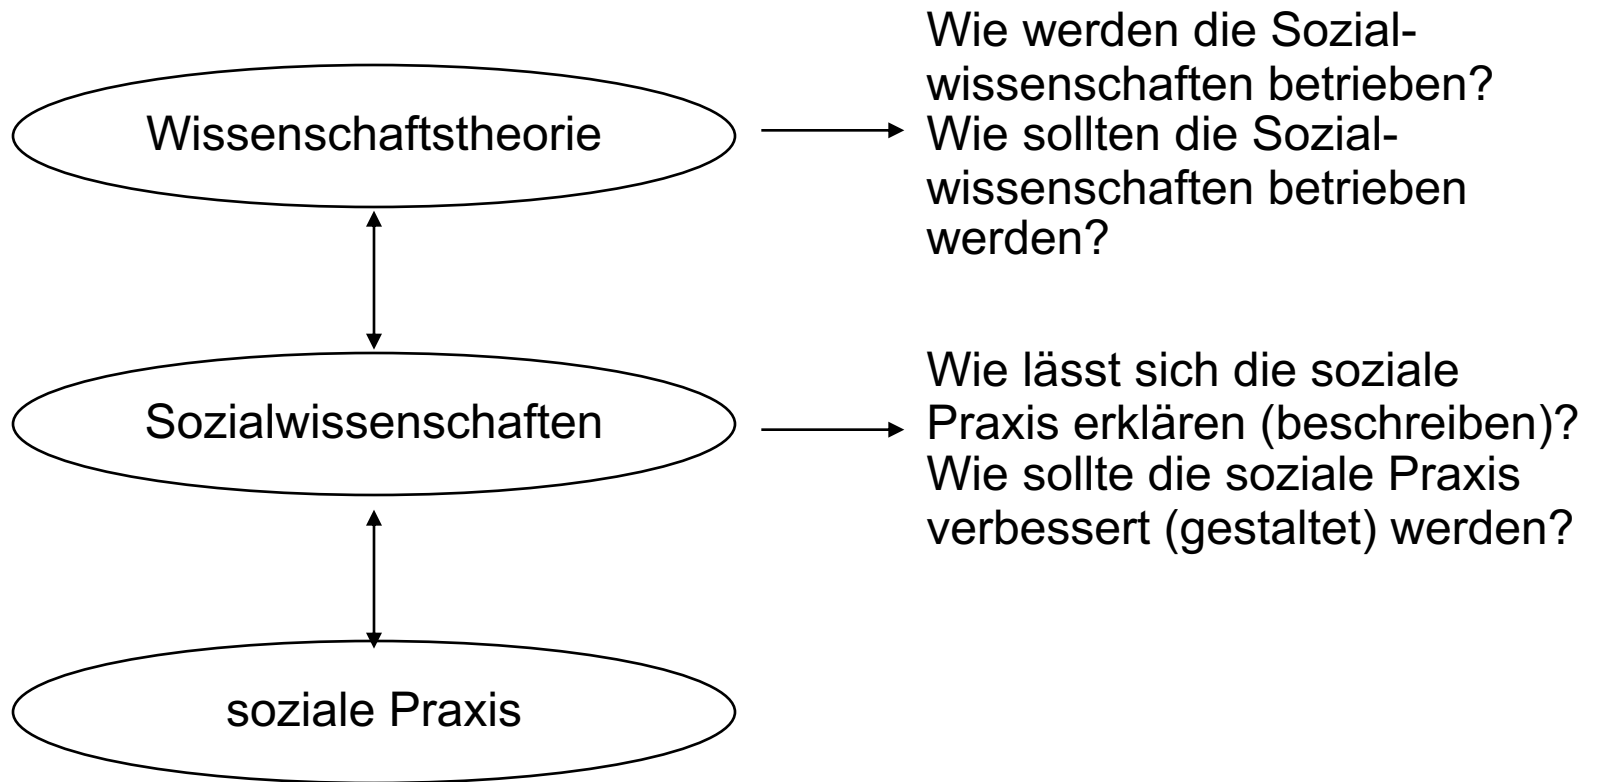 Wissenschaftstheorie
Wie werden die Sozial-
wissenschaften betrieben?
Wie sollten die Sozial-
wissenschaften betrieben
werden?
Sozialwissenschaften
Wie lässt sich die soziale
Praxis erklären (beschreiben)?
Wie sollte die soziale Praxis
verbessert (gestaltet) werden?
soziale Praxis